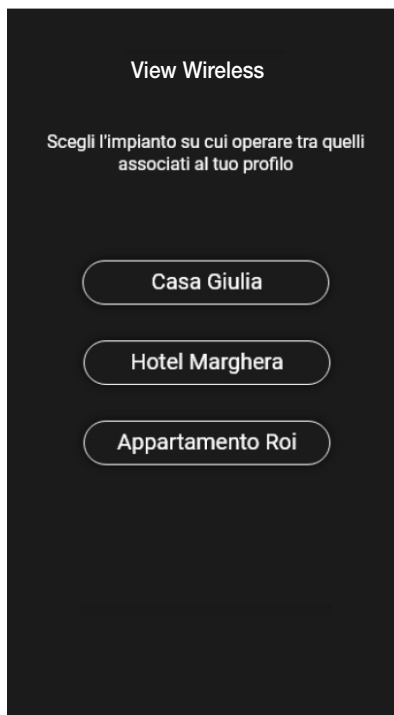 View Wireless
Scegli l'impianto su cui operare tra quelli
associati al tuo profilo
Casa Giulia
Hotel Marghera
Appartamento Roi